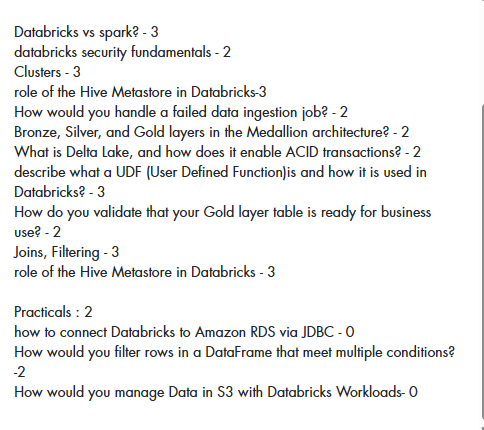 Databricks vs spark? - 3
databricks security fundamentals - 2
Clusters - 3
role of the Hive Metastore in Databricks-3
How would you handle a failed data ingestion job? - 2
Bronze, Silver, and Gold layers in the Medallion architecture? - 2
What is Delta Lake, and how does it enable ACID transactions? - 2
describe what a UDF (User Defined Function)is and how it is used in
Databricks? - 3
How do you validate that your Gold layer table is ready for business
use? - 2
Joins, Filtering - 3
role of the Hive Metastore in Databricks - 3
Practicals : 2
how to connect Databricks to Amazon RDS via JDBC - 0
How would you filter rows in a DataFrame that meet multiple conditions?
-2
How would you manage Data in S3 with Databricks Workloads- 0